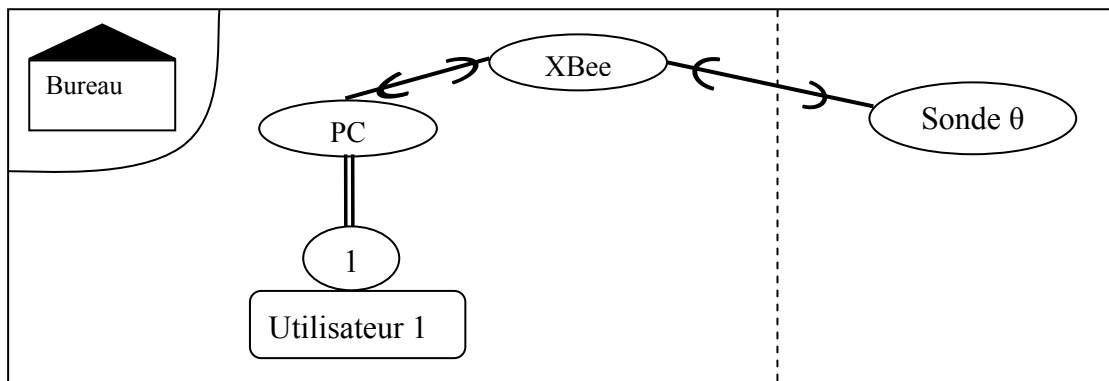 Bureau
XBee
PC
Sonde θ
1
Utilisateur 1